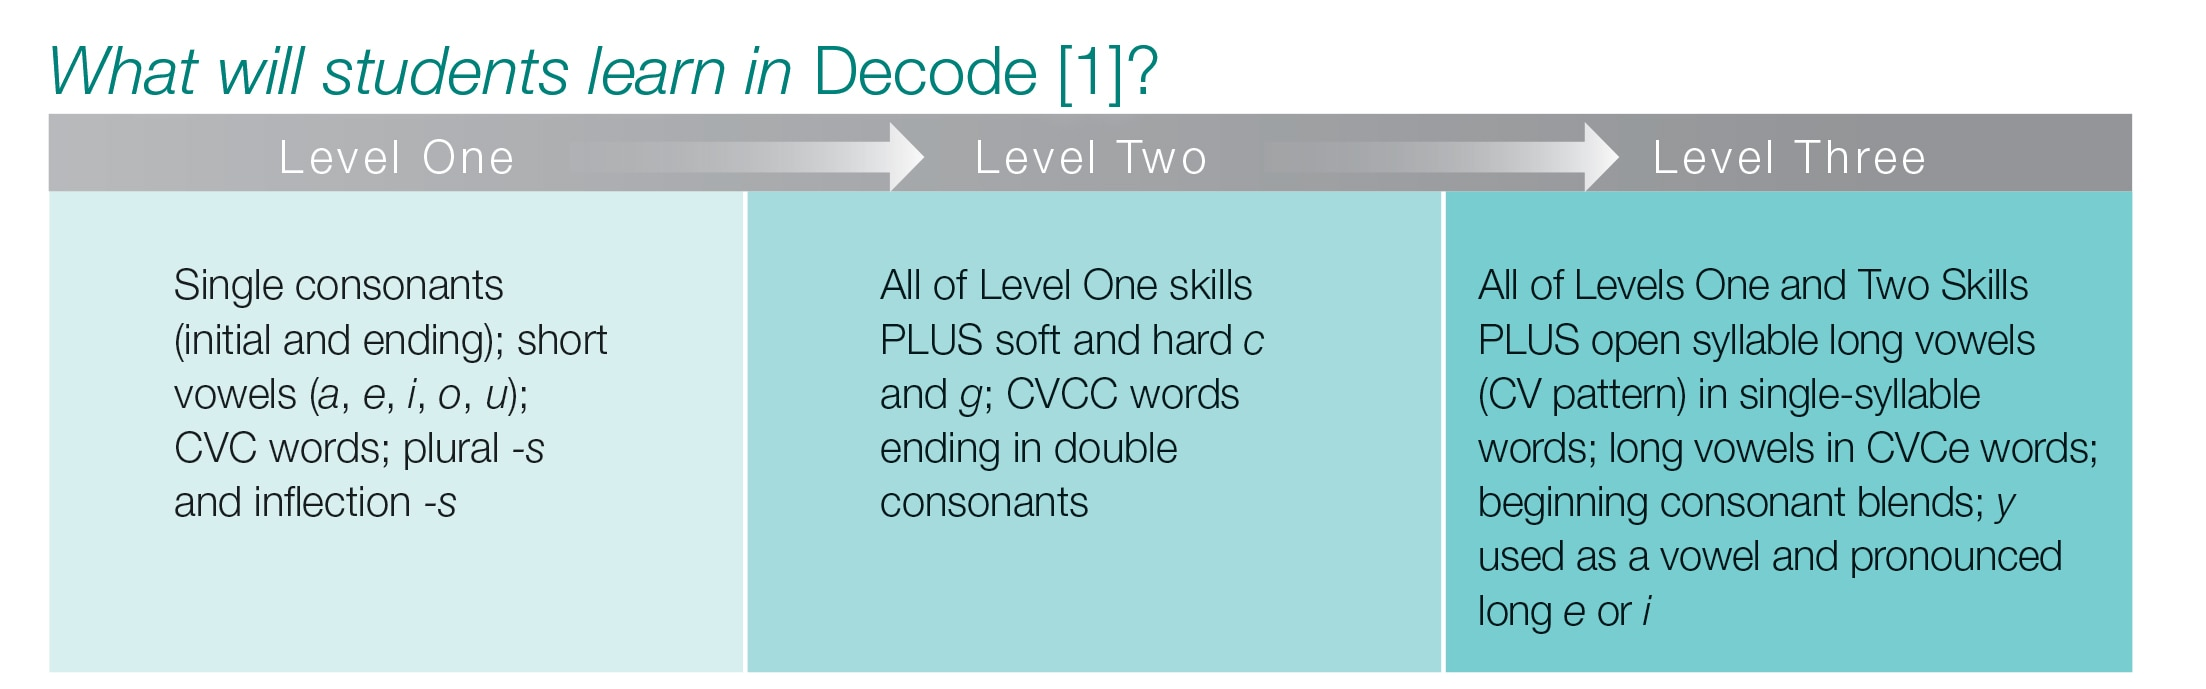 What will students learn in Decode [1]?
Level One
Level Two
Level Three
Single consonants
(initial and ending); short
vowels (a, e, i, o, u);
CVC words; plural -s
and inflection -s
All of Level One skills
PLUS soft and hard c
and g; CVCC words
ending in double
consonants
All of Levels One and Two Skills
PLUS open syllable long vowels
(CV pattern) in single-syllable
words; long vowels in CVCe words;
beginning consonant blends; y
used as a vowel and pronounced
long e or i